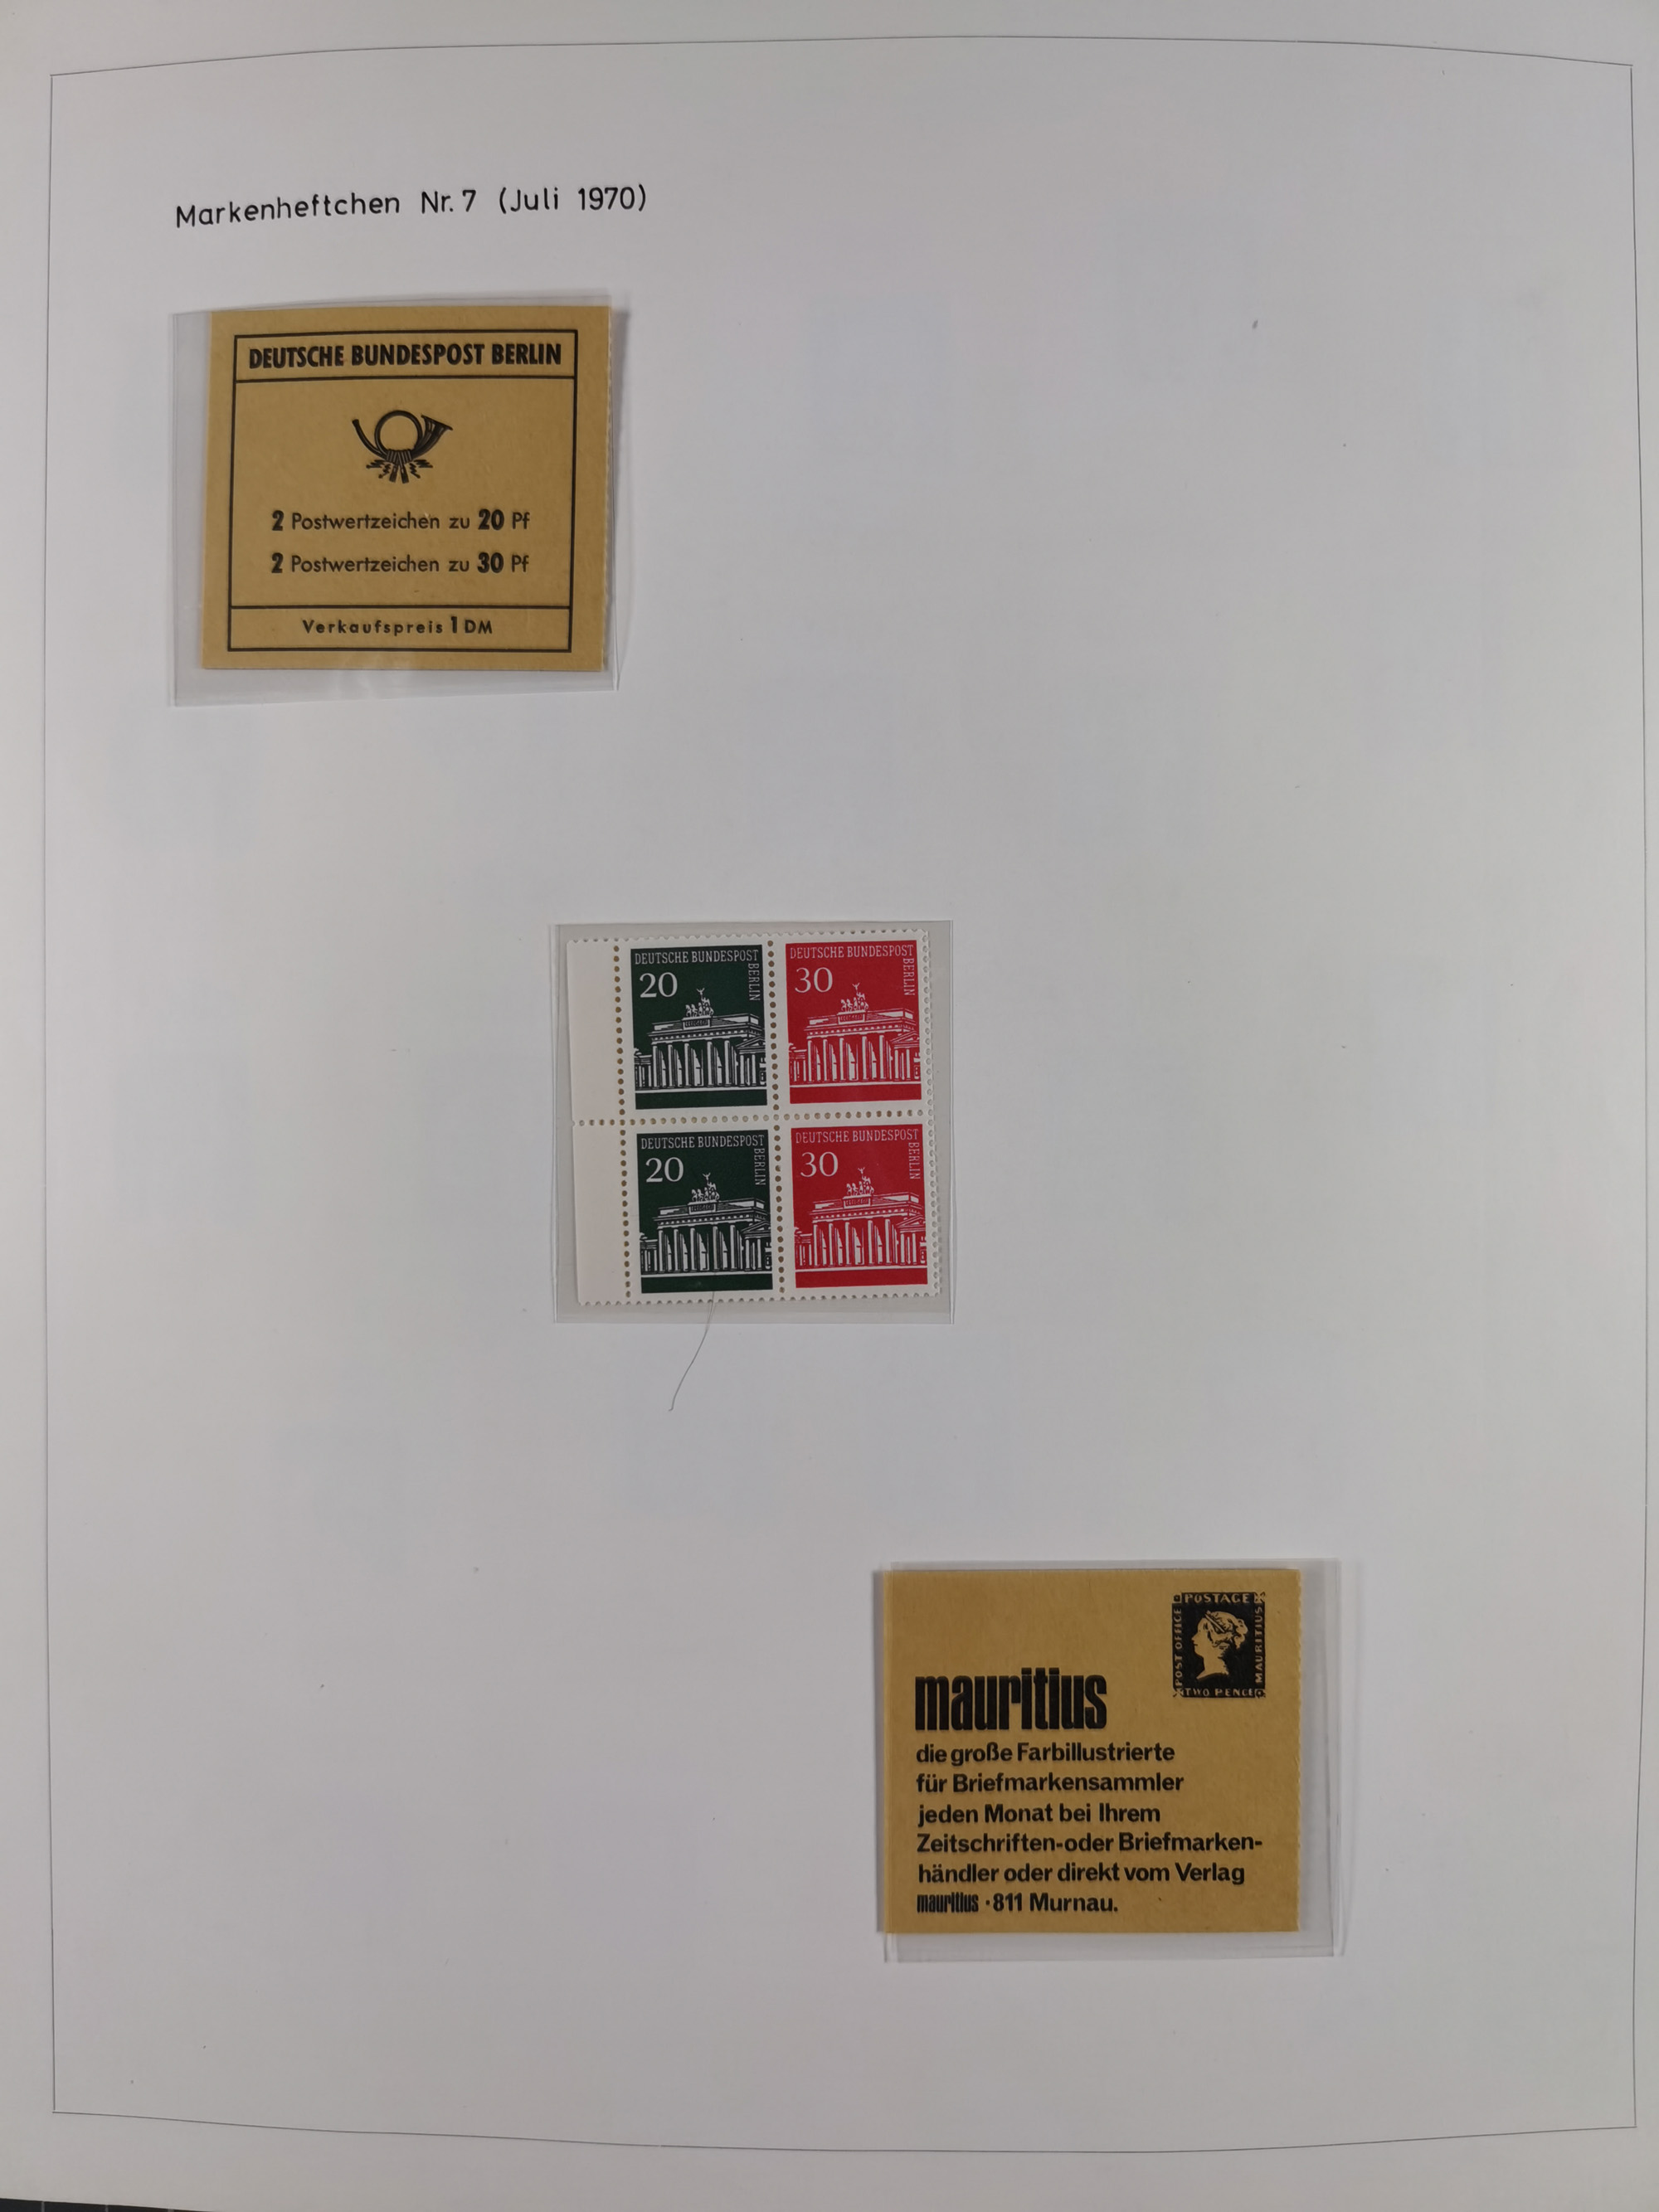 Markenheftchen Nr. 7 (Juli 1970)
DEUTSCHE BUNDESPOST BERLIN
2 Postwertzeichen zu 20 Pf
2 Postwertzeichen zu 30 Pf
Verkaufspreis 1 DM
DEUTSCHE BUNDESPOST
BERLIN
20
DEUTSCHE BUNDESPOST
BERLIN
30
DEUTSCHE BUNDESPOST
BERLIN
20
DEUTSCHE BUNDESPOST
BERLIN
30
POSTAGE
POST OFFICE
MAURITIUS
TWO PENCE
mauritius
die große Farbillustrierte
für Briefmarkensammler
jeden Monat bei Ihrem
Zeitschriften-oder Briefmarken-
händler oder direkt vom Verlag
mauritius · 811 Murnau.